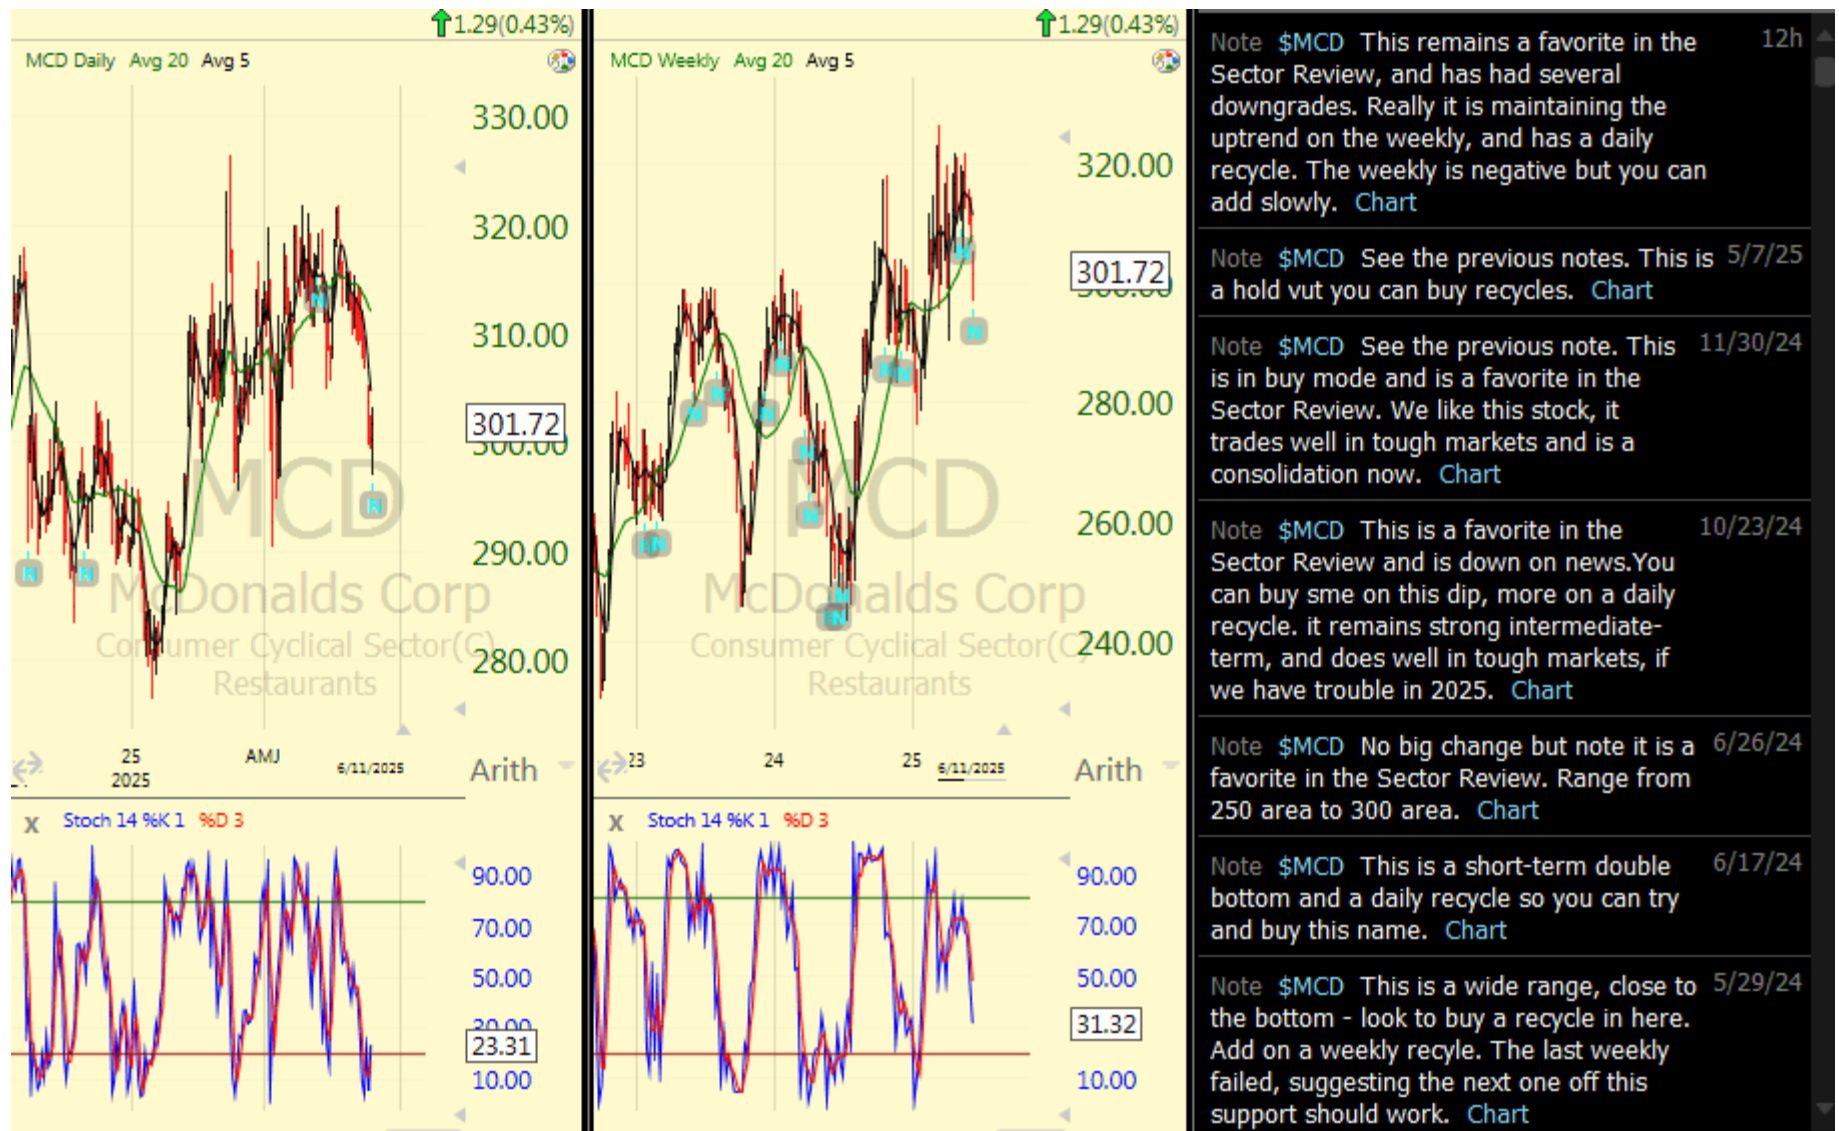 1.29(0.43%)
MCD Daily Avg 20 Avg 5
330.00
320.00
310.00
301.72
300.00
290.00
280.00
MCD
McDonalds Corp
Consumer Cyclical Sector(C)
Restaurants
N
N
N
N
25
2025
AMJ
6/11/2025
Arith
X Stoch 14 %K 1 %D 3
90.00
70.00
50.00
30.00
23.31
10.00
1.29(0.43%)
MCD Weekly Avg 20 Avg 5
320.00
301.72
300.00
280.00
260.00
240.00
MCD
McDonalds Corp
Consumer Cyclical Sector(C)
Restaurants
N
N
N
N
N
N
N
N
N
N
N
N
N
23
24
25
6/11/2025
Arith
X Stoch 14 %K 1 %D 3
90.00
70.00
50.00
31.32
10.00
Note $MCD This remains a favorite in the 12h
Sector Review, and has had several
downgrades. Really it is maintaining the
uptrend on the weekly, and has a daily
recycle. The weekly is negative but you can
add slowly. Chart
Note $MCD See the previous notes. This is 5/7/25
a hold vut you can buy recycles. Chart
Note $MCD See the previous note. This 11/30/24
is in buy mode and is a favorite in the
Sector Review. We like this stock, it
trades well in tough markets and is a
consolidation now. Chart
Note $MCD This is a favorite in the 10/23/24
Sector Review and is down on news.You
can buy sme on this dip, more on a daily
recycle. it remains strong intermediate-
term, and does well in tough markets, if
we have trouble in 2025. Chart
Note $MCD No big change but note it is a 6/26/24
favorite in the Sector Review. Range from
250 area to 300 area. Chart
Note $MCD This is a short-term double 6/17/24
bottom and a daily recycle so you can try
and buy this name. Chart
Note $MCD This is a wide range, close to 5/29/24
the bottom - look to buy a recycle in here.
Add on a weekly recyle. The last weekly
failed, suggesting the next one off this
support should work. Chart